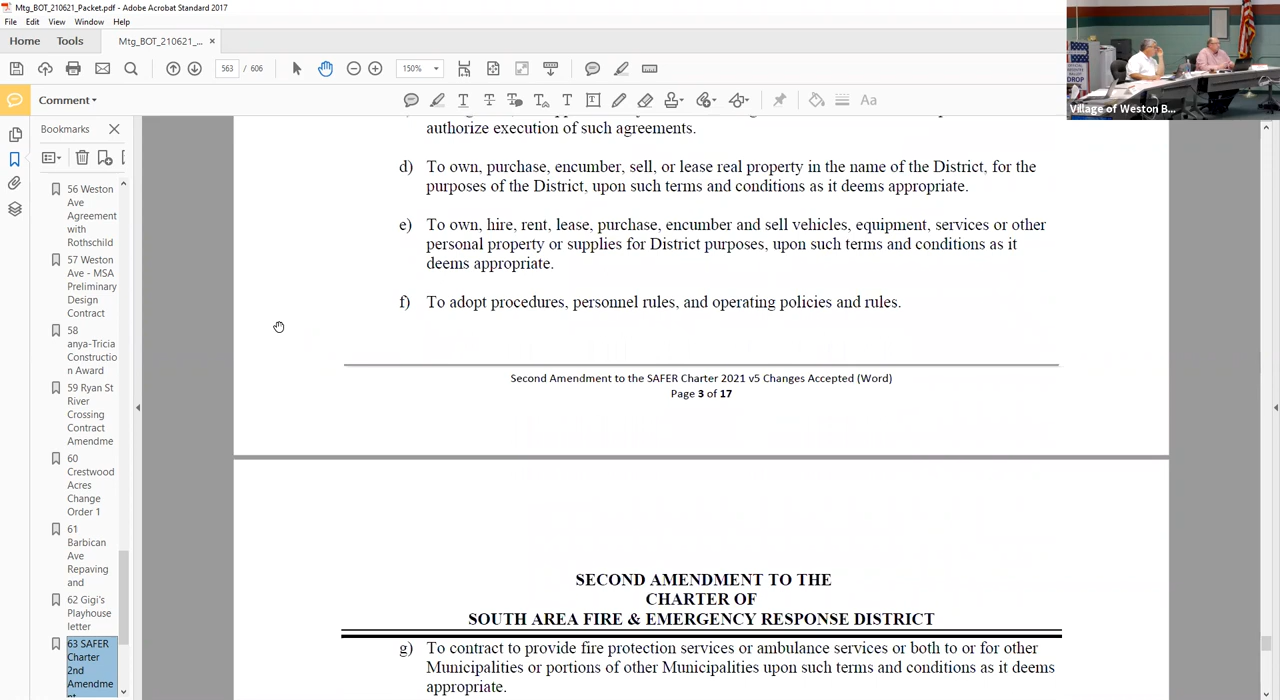 Mtg_BOT_210621_Packet.pdf - Adobe Acrobat Standard 2017
File Edit View Window Help
Home Tools Mtg_BOT_210621_... ×
563 / 606 150%
Comment
Aa
Bookmarks
56 Weston
Ave
Agreement
with
Rothschild
57 Weston
Ave - MSA
Preliminary
Design
Contract
58
anya-Tricia
Constructio
n Award
59 Ryan St
River
Crossing
Contract
Amendme
60
Crestwood
Acres
Change
Order 1
61
Barbican
Ave
Repaving
and
62 Gigi's
Playhouse
letter
63 SAFER
Charter
2nd
Amendme
authorize execution of such agreements.
d) To own, purchase, encumber, sell, or lease real property in the name of the District, for the
purposes of the District, upon such terms and conditions as it deems appropriate.
e) To own, hire, rent, lease, purchase, encumber and sell vehicles, equipment, services or other
personal property or supplies for District purposes, upon such terms and conditions as it
deems appropriate.
f) To adopt procedures, personnel rules, and operating policies and rules.
Second Amendment to the SAFER Charter 2021 v5 Changes Accepted (Word)
Page 3 of 17
SECOND AMENDMENT TO THE
CHARTER OF
SOUTH AREA FIRE & EMERGENCY RESPONSE DISTRICT
g) To contract to provide fire protection services or ambulance services or both to or for other
Municipalities or portions of other Municipalities upon such terms and conditions as it deems
appropriate.
DROP
Village of Weston B...